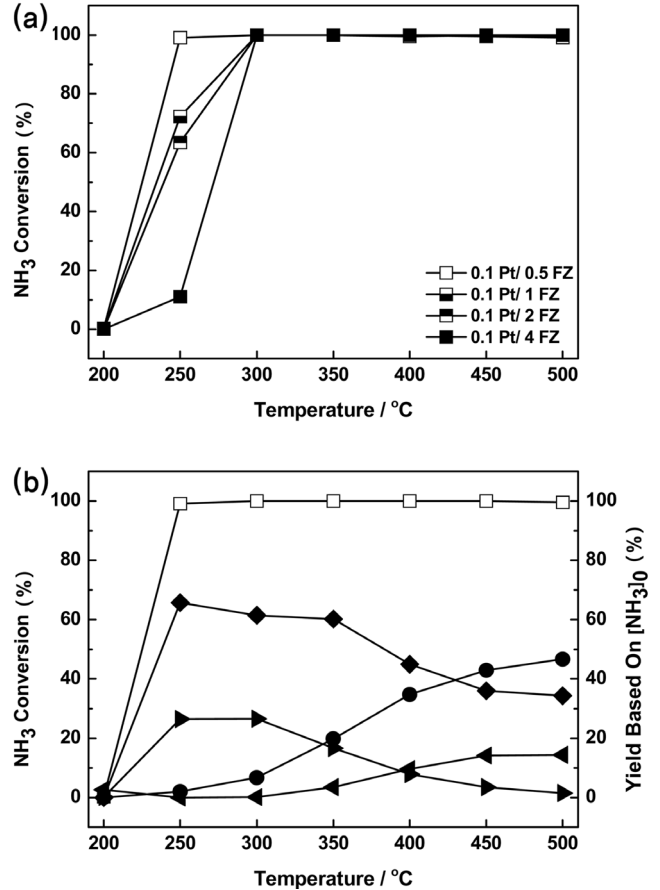 (a)
100
80
60
40
20
0
NH3 Conversion (%)
0.1 Pt/ 0.5 FZ
0.1 Pt/ 1 FZ
0.1 Pt/ 2 FZ
0.1 Pt/ 4 FZ
200 250 300 350 400 450 500
Temperature / °C
(b)
100
80
60
40
20
0
NH3 Conversion (%)
100
80
60
40
20
0
Yield Based On [NH3]0 (%)
200 250 300 350 400 450 500
Temperature / °C